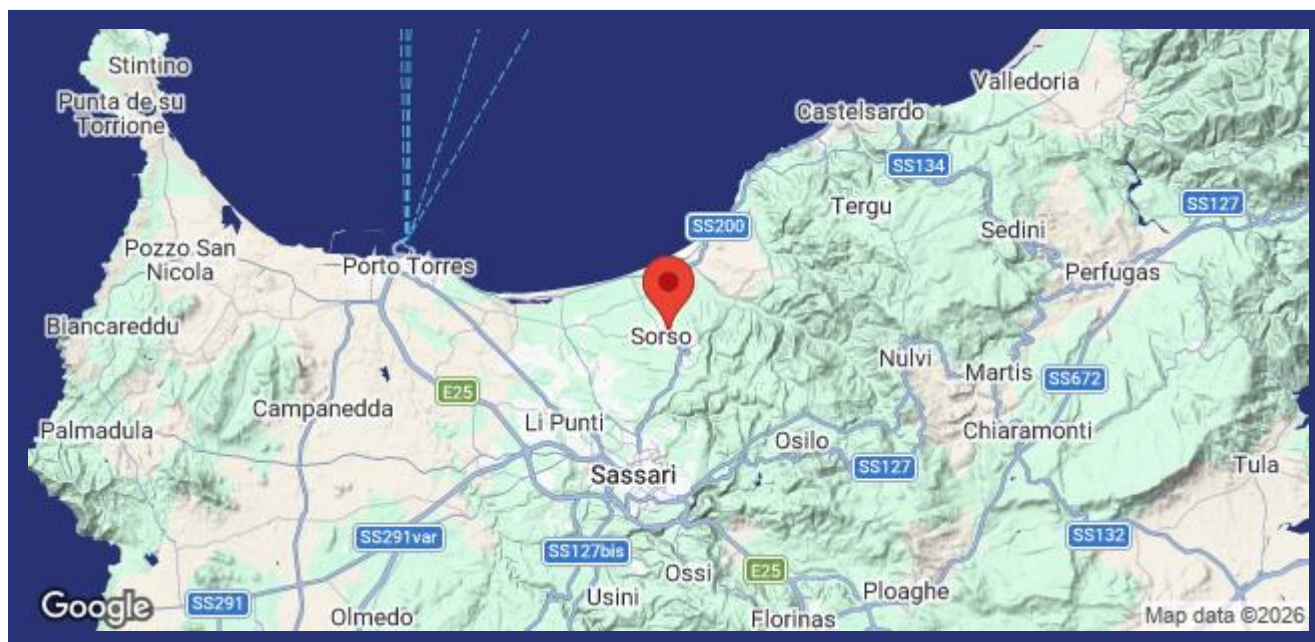 Stintino
Valledoria
Punta de su
Torrione
Castelsardo
SS134
Tergu
SS127
SS200
Sedini
Pozzo San
Nicola
Porto Torres
Perfugas
Biancareddu
Sorso
Nulvi
Martis
SS672
E25
Campanedda
Li Punti
Palmadula
Osilo
Chiaramonti
SS127
Tula
Sassari
SS291var
SS127bis
SS132
Ossi
E25
Ploaghe
Usini
SS291
Olmedo
Florinas
Google
Map data ©2026